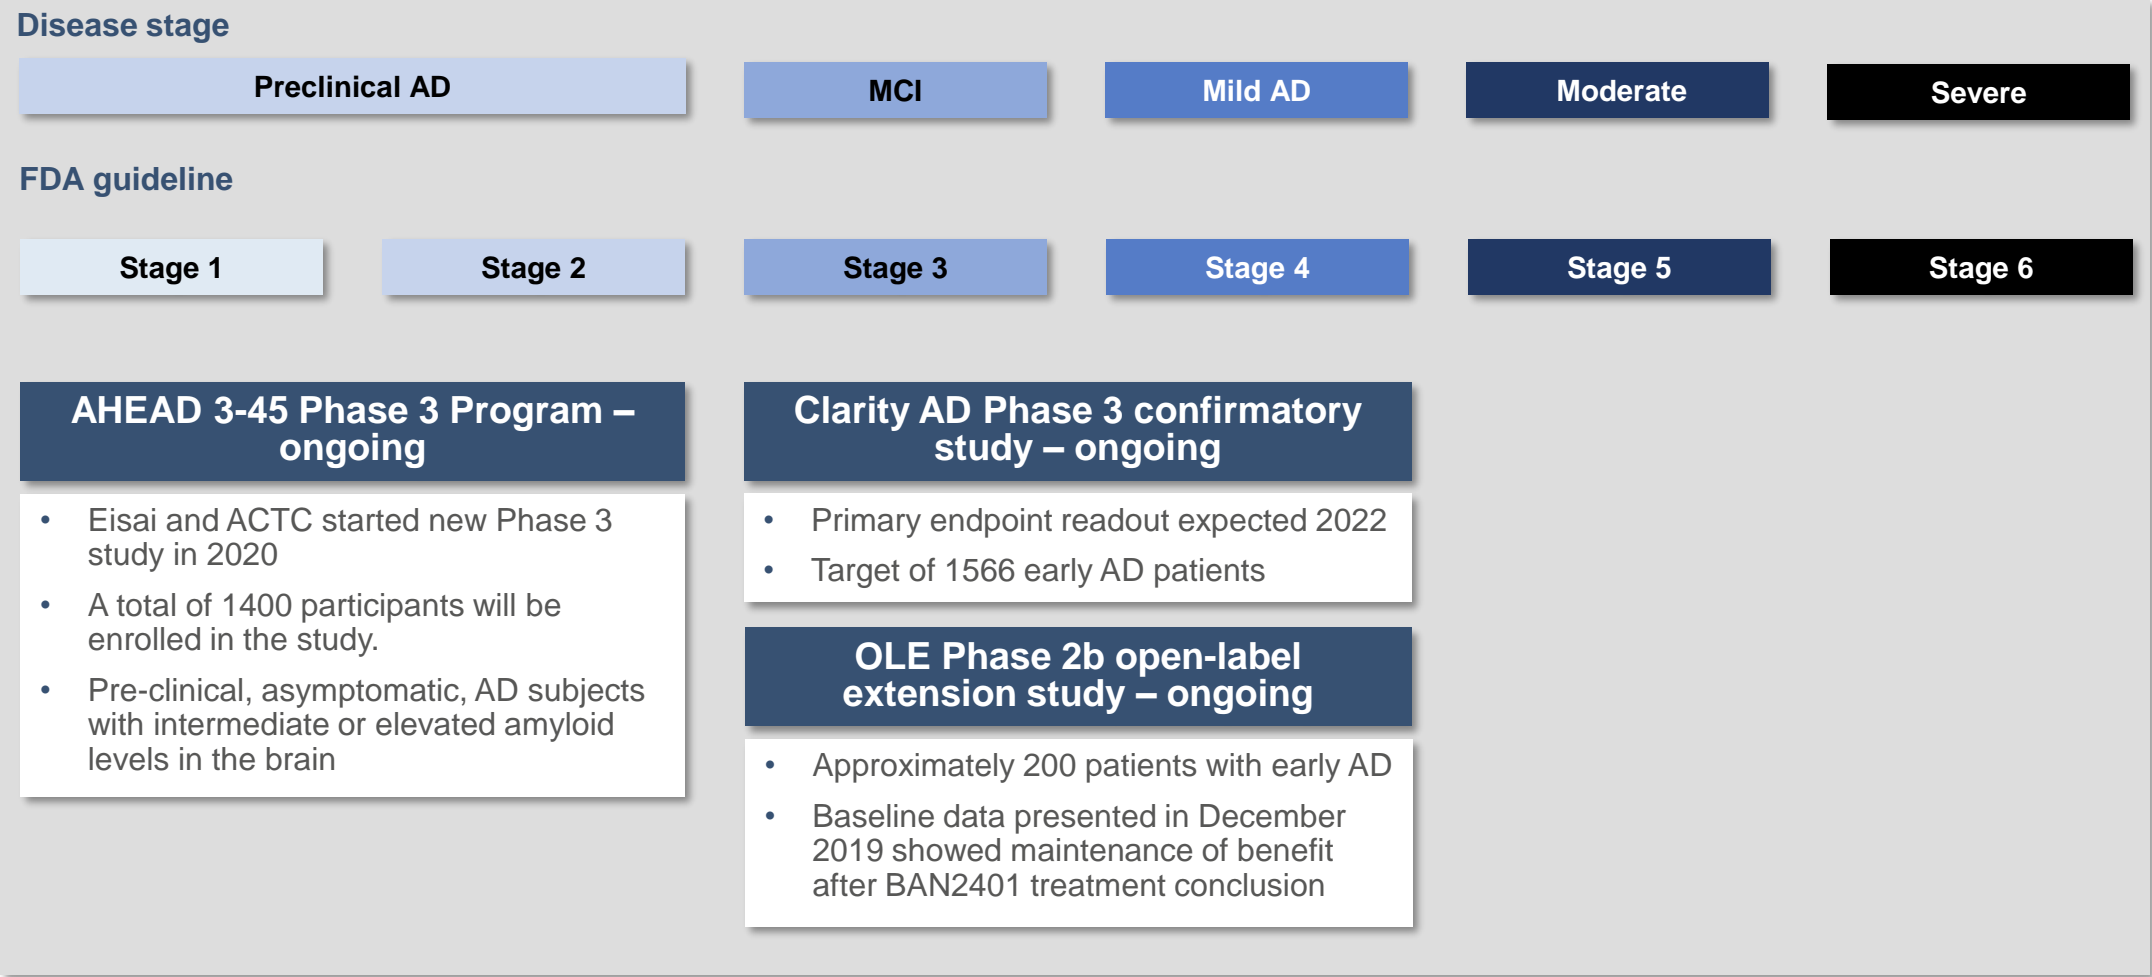 Disease stage
Preclinical AD
MCI
Mild AD
Moderate
Severe
FDA guideline
Stage 1
Stage 2
Stage 3
Stage 4
Stage 5
Stage 6
AHEAD 3-45 Phase 3 Program –
ongoing
• Eisai and ACTC started new Phase 3
study in 2020
• A total of 1400 participants will be
enrolled in the study.
• Pre-clinical, asymptomatic, AD subjects
with intermediate or elevated amyloid
levels in the brain
Clarity AD Phase 3 confirmatory
study – ongoing
• Primary endpoint readout expected 2022
• Target of 1566 early AD patients
OLE Phase 2b open-label
extension study – ongoing
• Approximately 200 patients with early AD
• Baseline data presented in December
2019 showed maintenance of benefit
after BAN2401 treatment conclusion